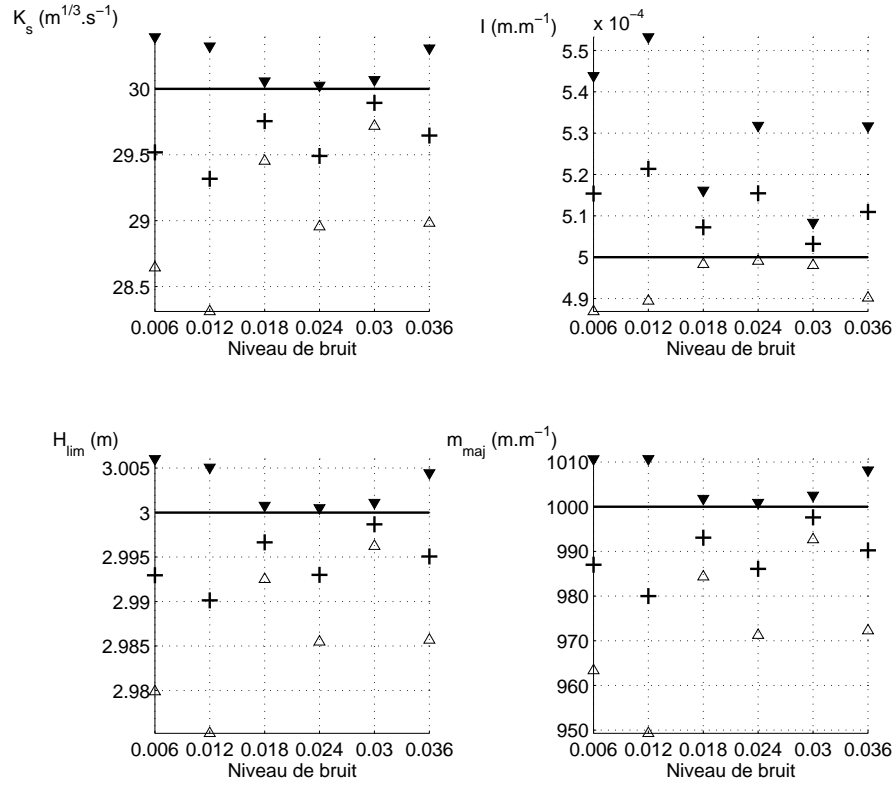 K_s (m^1/3.s^−1)
30
29.5
29
28.5
0.006 0.012 0.018 0.024 0.03 0.036
Niveau de bruit
I (m.m^−1)
x 10^−4
5.5
5.4
5.3
5.2
5.1
5
4.9
0.006 0.012 0.018 0.024 0.03 0.036
Niveau de bruit
H_lim (m)
3.005
3
2.995
2.99
2.985
2.98
0.006 0.012 0.018 0.024 0.03 0.036
Niveau de bruit
m_maj (m.m^−1)
1010
1000
990
980
970
960
950
0.006 0.012 0.018 0.024 0.03 0.036
Niveau de bruit